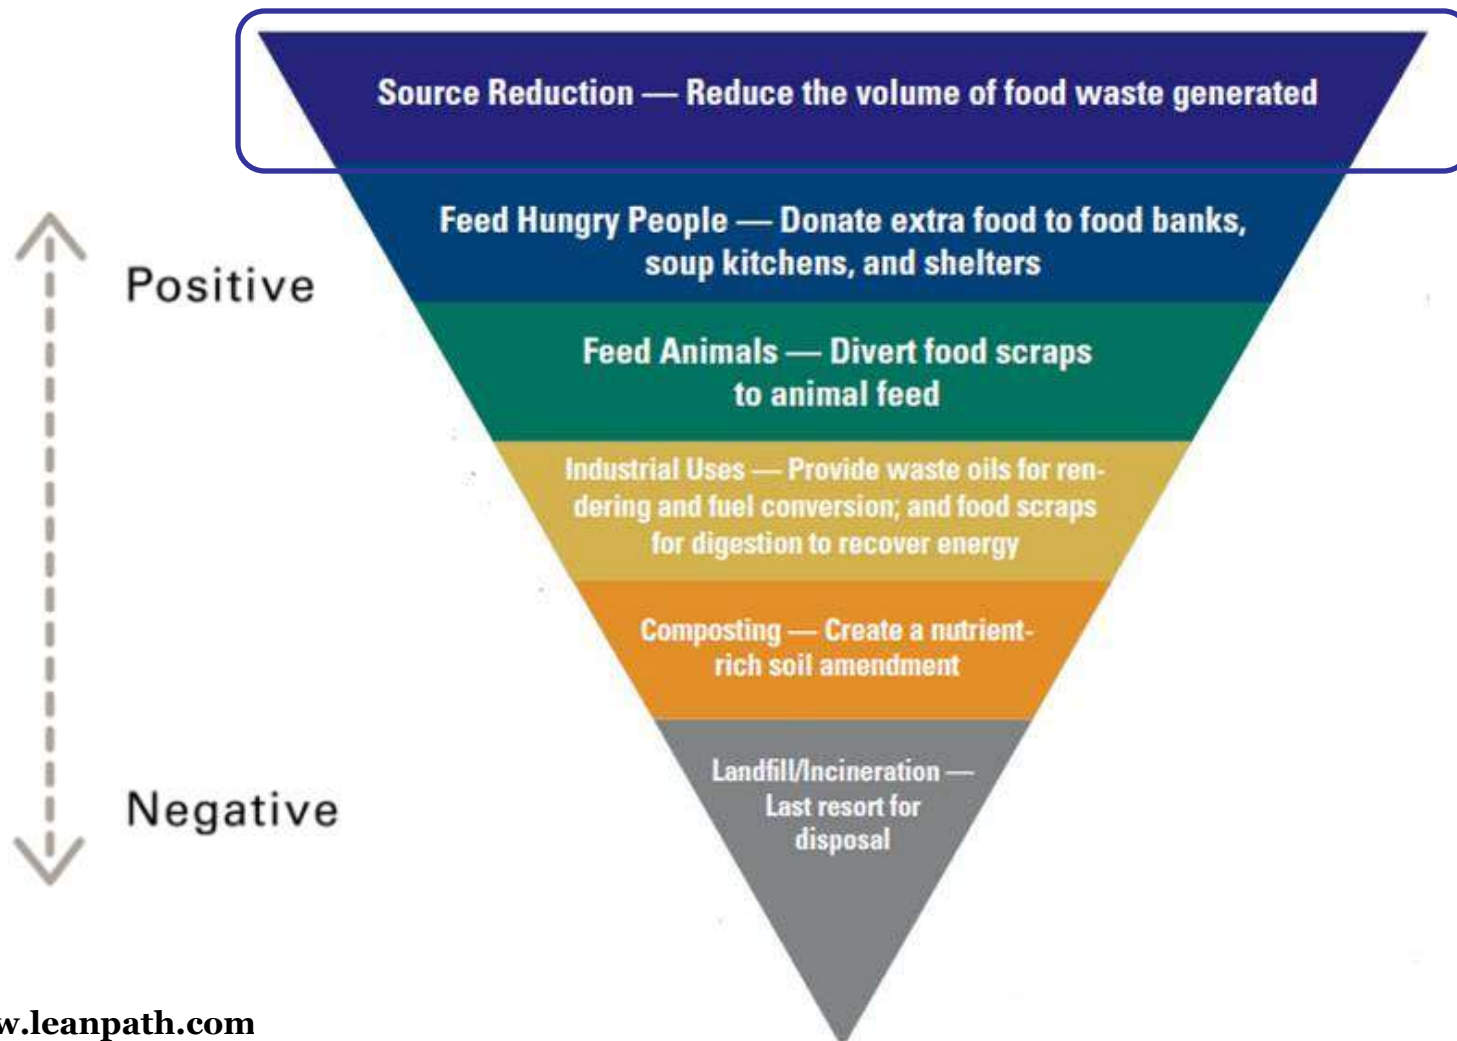 Source Reduction — Reduce the volume of food waste generated
Feed Hungry People — Donate extra food to food banks,
soup kitchens, and shelters
Positive
Feed Animals — Divert food scraps
to animal feed
Industrial Uses — Provide waste oils for ren-
dering and fuel conversion; and food scraps
for digestion to recover energy
Composting — Create a nutrient-
rich soil amendment
Landfill/Incineration —
Last resort for
disposal
Negative
w.leanpath.com